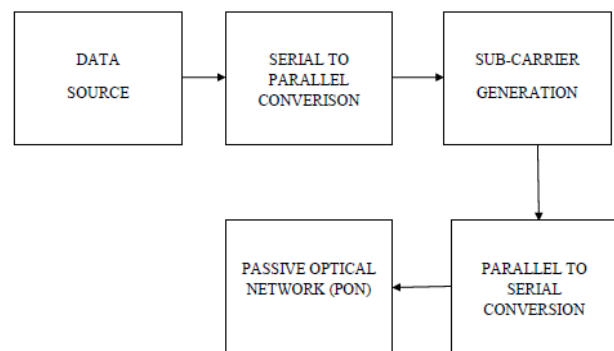 DATA
SOURCE
SERIAL TO
PARALLEL
CONVERISON
SUB-CARRIER
GENERATION
PASSIVE OPTICAL
NETWORK (PON)
PARALLEL TO
SERIAL
CONVERSION